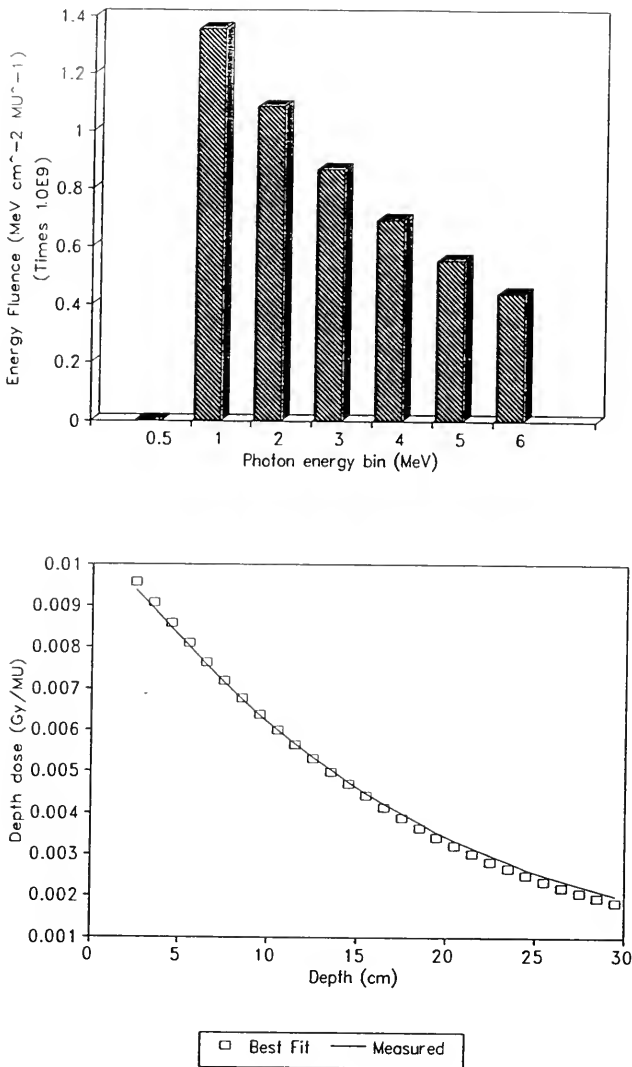 Energy Fluence (MeV cm^-2 MU^-1)
(Times 1.0E9)
1.4
1.2
1
0.8
0.6
0.4
0.2
0
0.5 1 2 3 4 5 6
Photon energy bin (MeV)
Depth dose (Gy/MU)
0.01
0.009
0.008
0.007
0.006
0.005
0.004
0.003
0.002
0.001
0 5 10 15 20 25 30
Depth (cm)
Best Fit Measured